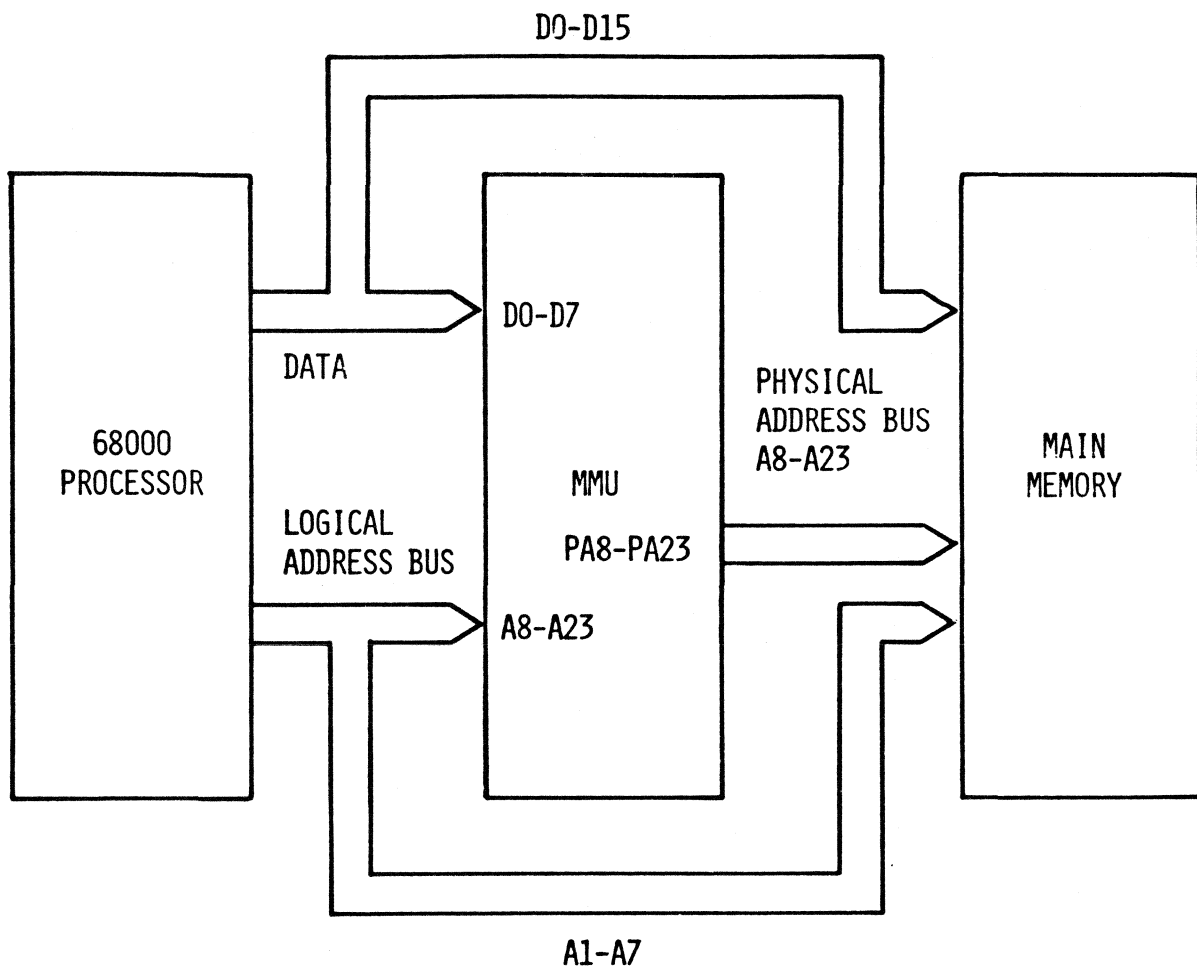 D0-D15
D0-D7
DATA
PHYSICAL
ADDRESS BUS
A8-A23
68000
PROCESSOR
MMU
MAIN
MEMORY
LOGICAL
ADDRESS BUS
PA8-PA23
A8-A23
A1-A7